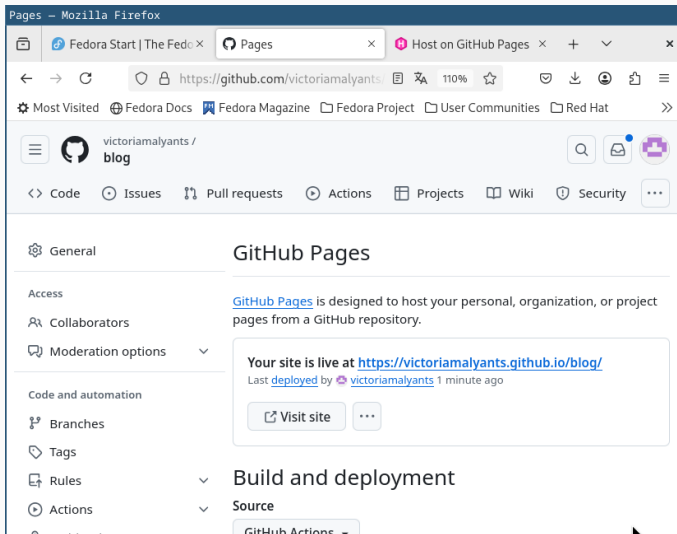 Pages — Mozilla Firefox
Fedora Start | The Fedo
Pages
Host on GitHub Pages
https://github.com/victoriamalyants
110%
Most Visited
Fedora Docs
Fedora Magazine
Fedora Project
User Communities
Red Hat
victoriamalyants /
blog
Code
Issues
Pull requests
Actions
Projects
Wiki
Security
General
Access
Collaborators
Moderation options
Code and automation
Branches
Tags
Rules
Actions
GitHub Pages
GitHub Pages is designed to host your personal, organization, or project
pages from a GitHub repository.
Your site is live at https://victoriamalyants.github.io/blog/
Last deployed by victoriamalyants 1 minute ago
Visit site
Build and deployment
Source
GitHub Actions